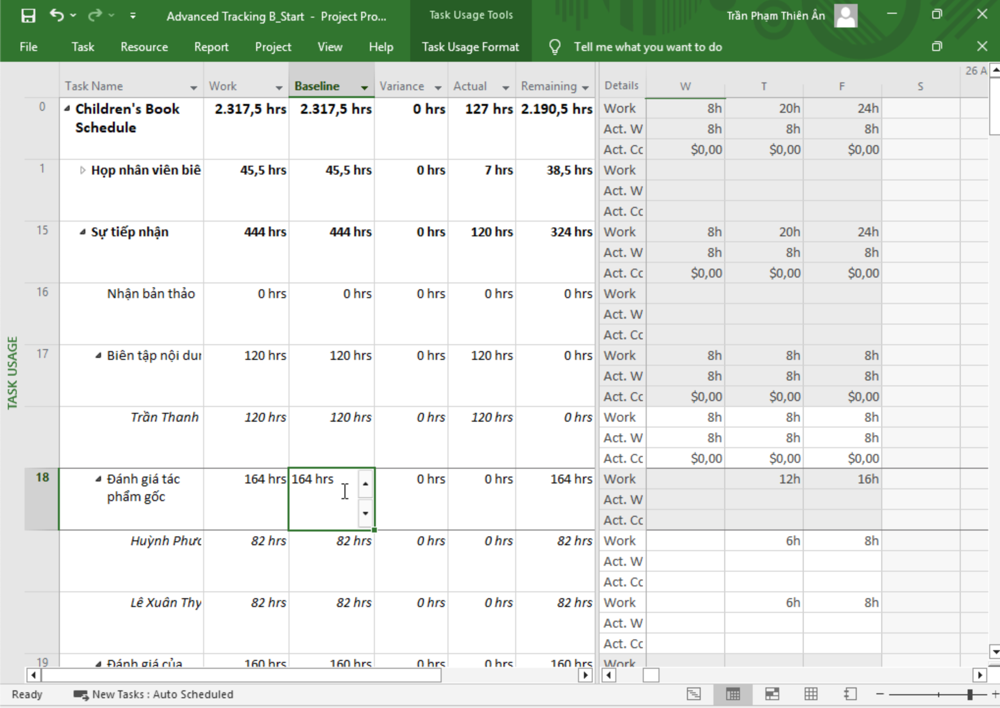 Advanced Tracking B_Start - Project Pro...
Task Usage Tools
Trần Phạm Thiên Ân
File Task Resource Report Project View Help Task Usage Format Tell me what you want to do
26 A
Task Name Work Baseline Variance Actual Remaining Details W T F S
0 Children's Book 2.317,5 hrs 2.317,5 hrs 0 hrs 127 hrs 2.190,5 hrs Work 8h 20h 24h
Schedule Act. W 8h 8h 8h
Act. Cc $0,00 $0,00 $0,00
1 Họp nhân viên biê 45,5 hrs 45,5 hrs 0 hrs 7 hrs 38,5 hrs Work
Act. W
Act. Cc
15 Sự tiếp nhận 444 hrs 444 hrs 0 hrs 120 hrs 324 hrs Work 8h 20h 24h
Act. W 8h 8h 8h
Act. Cc $0,00 $0,00 $0,00
16 Nhận bản thảo 0 hrs 0 hrs 0 hrs 0 hrs 0 hrs Work
Act. W
Act. Cc
17 Biên tập nội dur 120 hrs 120 hrs 0 hrs 120 hrs 0 hrs Work 8h 8h 8h
Act. W 8h 8h 8h
Act. Cc $0,00 $0,00 $0,00
Trần Thanh 120 hrs 120 hrs 0 hrs 120 hrs 0 hrs Work 8h 8h 8h
Act. W 8h 8h 8h
Act. Cc $0,00 $0,00 $0,00
18 Đánh giá tác 164 hrs 164 hrs 0 hrs 0 hrs 164 hrs Work 12h 16h
phẩm gốc Act. W
Act. Cc
Huỳnh Phươ 82 hrs 82 hrs 0 hrs 0 hrs 82 hrs Work 6h 8h
Act. W
Act. Cc
Lê Xuân Thy 82 hrs 82 hrs 0 hrs 0 hrs 82 hrs Work 6h 8h
Act. W
Act. Cc
19 Đánh giá của 160 hrs 160 hrs 0 hrs 0 hrs 160 hrs Work
TASK USAGE
Ready New Tasks : Auto Scheduled